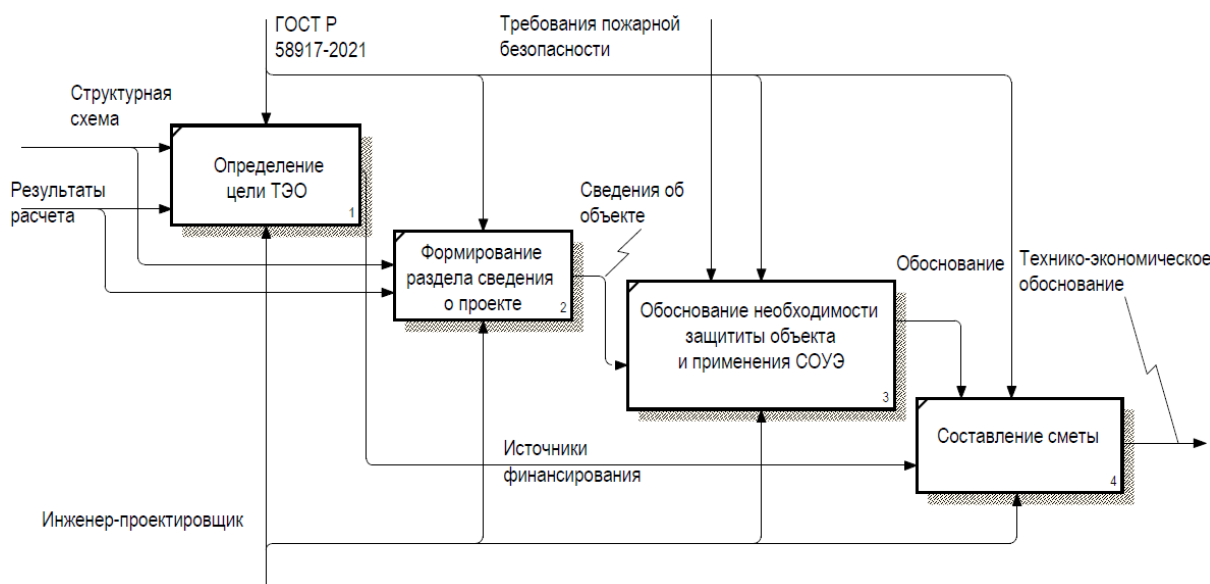 ГОСТ Р
58917-2021
Требования пожарной
безопасности
Структурная
схема
Определение
цели ТЭО
1
Результаты
расчета
Сведения об
объекте
Формирование
раздела сведения
о проекте
2
Обоснование
Технико-экономическое
обоснование
Обоснование необходимости
защититы объекта
и применения СОУЭ
3
Составление сметы
4
Источники
финансирования
Инженер-проектировщик